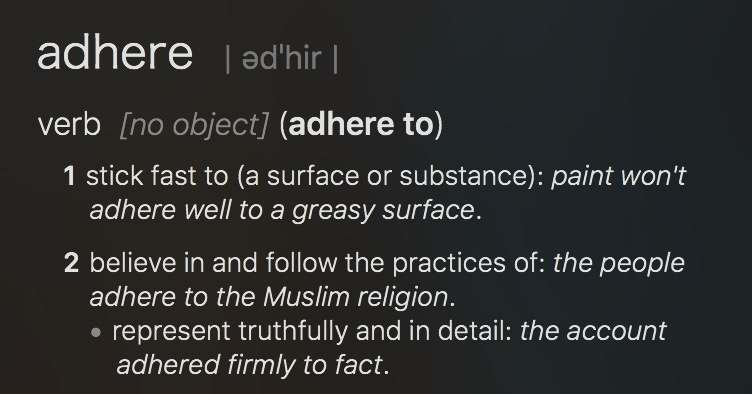 adhere | ədˈhir |
verb [no object] (adhere to)
1 stick fast to (a surface or substance): paint won't
adhere well to a greasy surface.
2 believe in and follow the practices of: the people
adhere to the Muslim religion.
• represent truthfully and in detail: the account
adhered firmly to fact.